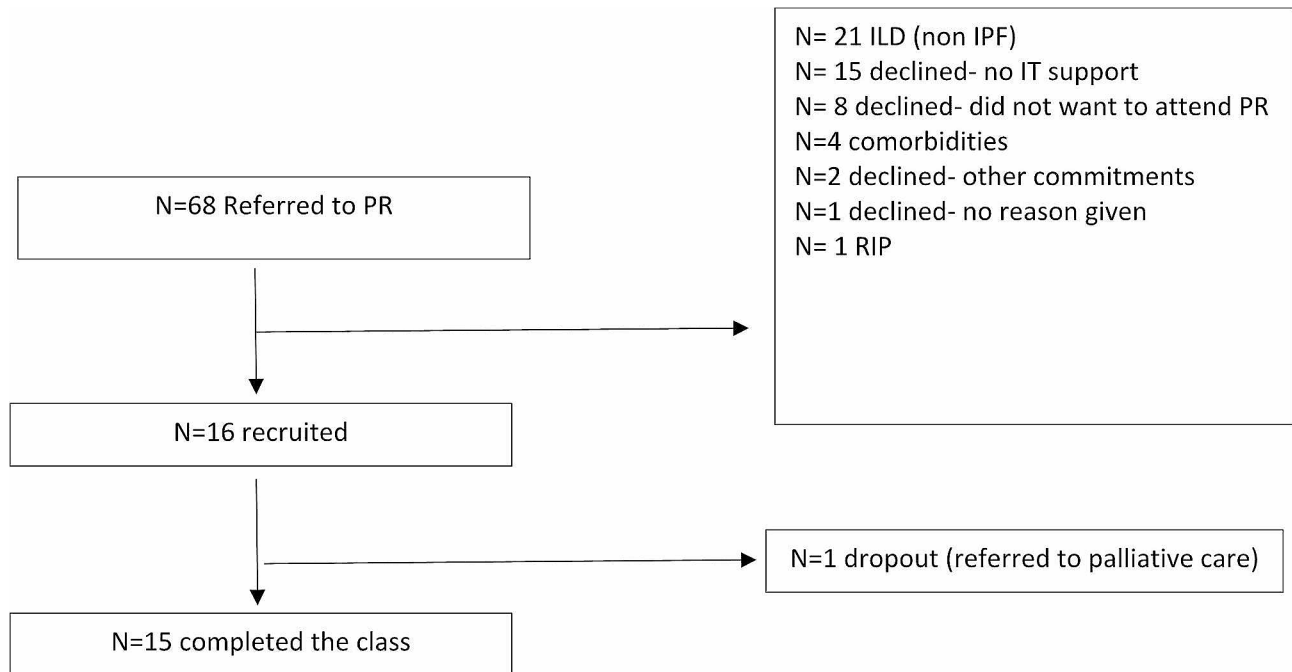 N= 21 ILD (non IPF)
N= 15 declined- no IT support
N= 8 declined- did not want to attend PR
N=4 comorbidities
N=2 declined- other commitments
N=1 declined- no reason given
N= 1 RIP
N=68 Referred to PR
N=16 recruited
N=1 dropout (referred to palliative care)
N=15 completed the class